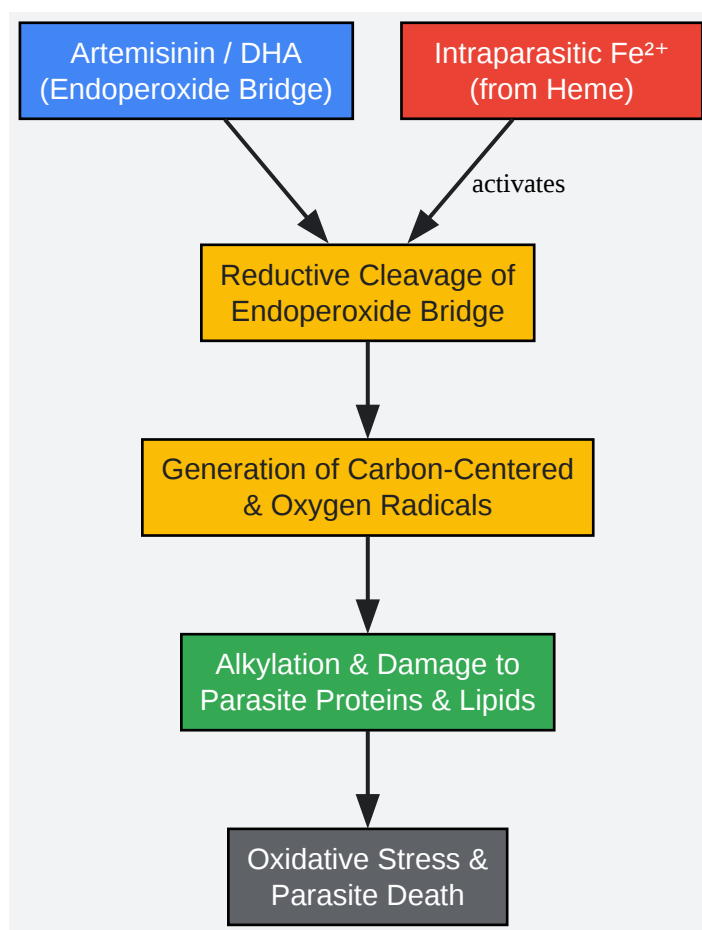 Artemisinin / DHA
(Endoperoxide Bridge)
Intraparasitic Fe²⁺
(from Heme)
activates
Reductive Cleavage of
Endoperoxide Bridge
Generation of Carbon-Centered
& Oxygen Radicals
Alkylation & Damage to
Parasite Proteins & Lipids
Oxidative Stress &
Parasite Death